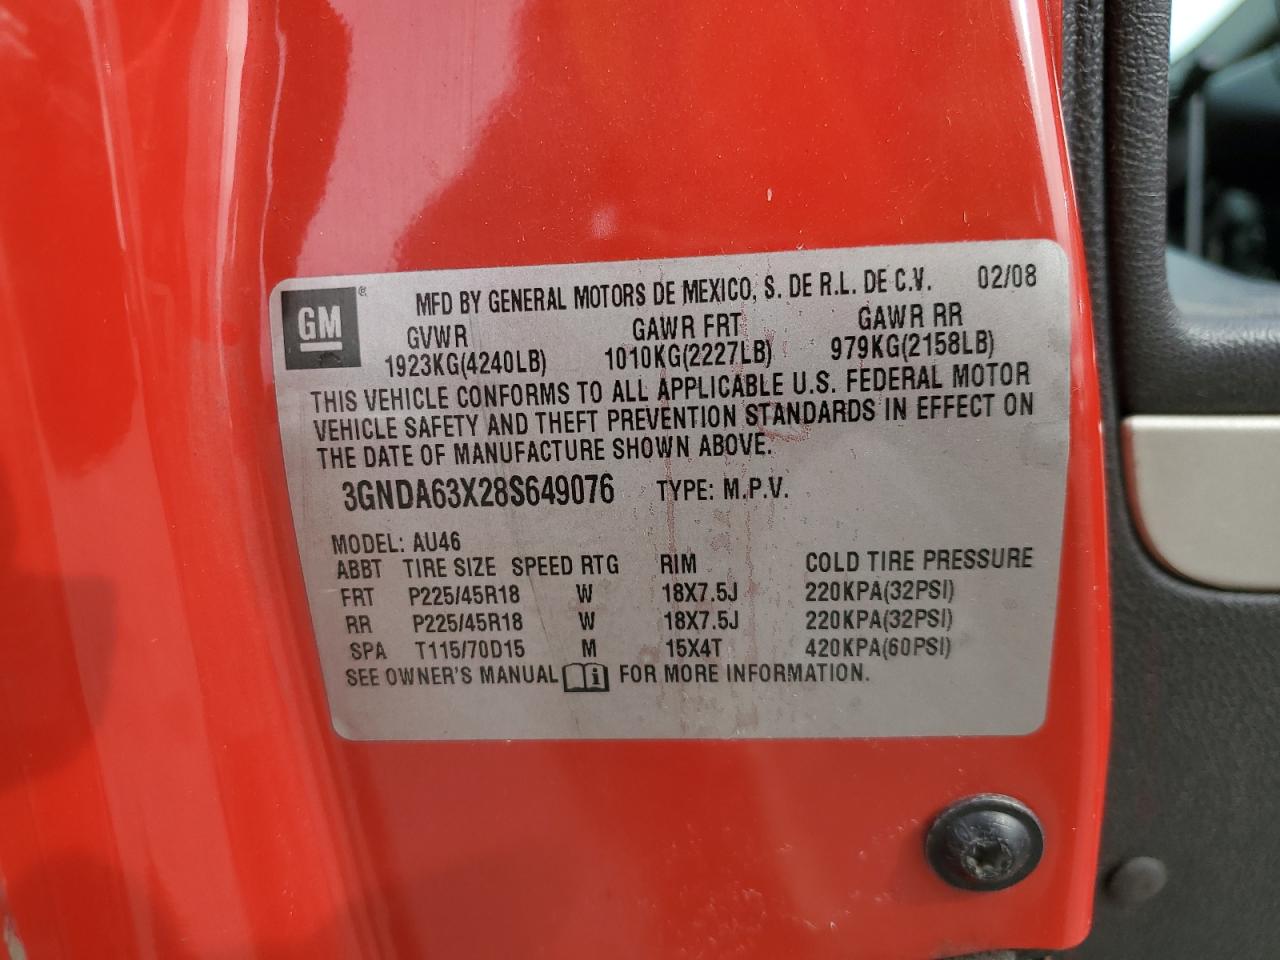 GM ® MFD BY GENERAL MOTORS DE MEXICO, S. DE R.L. DE C.V. 02/08
GVWR GAWR FRT GAWR RR
1923KG(4240LB) 1010KG(2227LB) 979KG(2158LB)
THIS VEHICLE CONFORMS TO ALL APPLICABLE U.S. FEDERAL MOTOR
VEHICLE SAFETY AND THEFT PREVENTION STANDARDS IN EFFECT ON
THE DATE OF MANUFACTURE SHOWN ABOVE.
3GNDA63X28S649076 TYPE: M.P.V.
MODEL: AU46
ABBT TIRE SIZE SPEED RTG RIM COLD TIRE PRESSURE
FRT P225/45R18 W 18X7.5J 220KPA(32PSI)
RR P225/45R18 W 18X7.5J 220KPA(32PSI)
SPA T115/70D15 M 15X4T 420KPA(60PSI)
SEE OWNER'S MANUAL i FOR MORE INFORMATION.